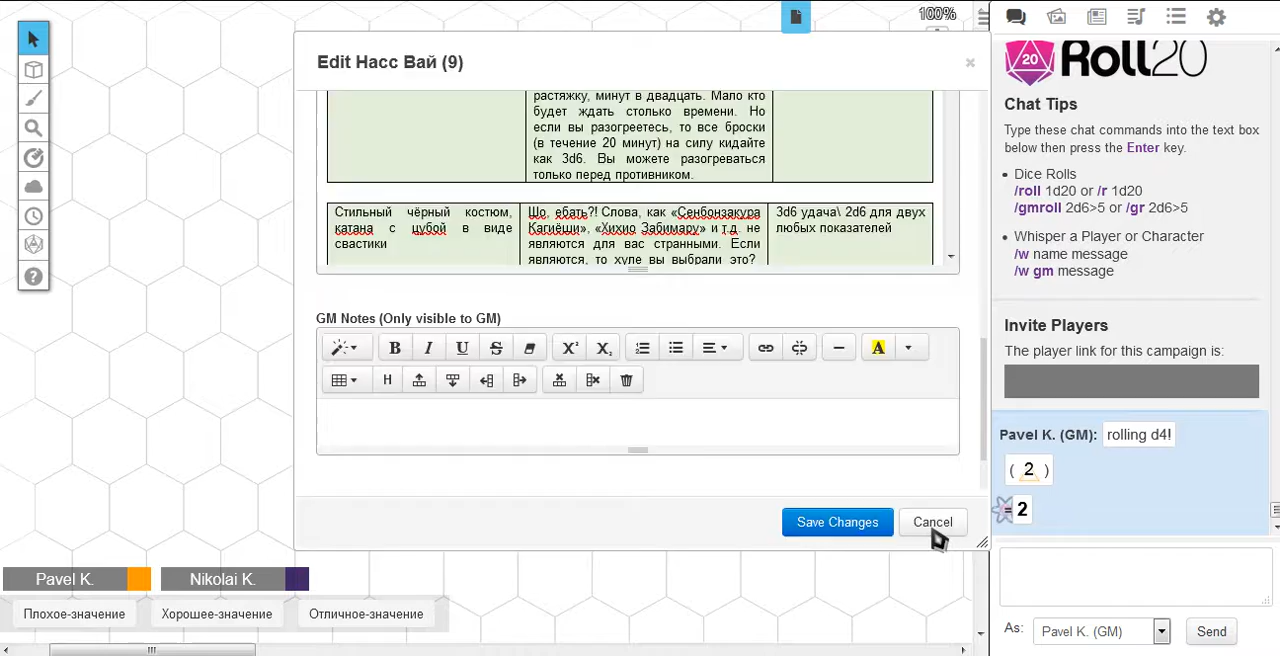 100%
Edit Насс Вай (9)
×
растяжку, минут в двадцать. Мало кто
будет ждать столько времени. Но
если вы разогреетесь, то все броски
(в течение 20 минут) на силу кидайте
как 3d6. Вы можете разогреваться
только перед противником.
Стильный чёрный костюм,
катана с цубой в виде
свастики
Шо, ебать?! Слова, как «Сенбонзакура
Кагиёши», «Хихио Забимару» и т.д. не
являются для вас странными. Если
являются, то хуле вы выбрали это?
3d6 удача\ 2d6 для двух
любых показателей
GM Notes (Only visible to GM)
B I U S X² X₂ A
H
Save Changes
Cancel
Pavel K.
Nikolai K.
Плохое-значение
Хорошее-значение
Отличное-значение
20 Roll20
Chat Tips
Type these chat commands into the text box
below then press the Enter key.
• Dice Rolls
/roll 1d20 or /r 1d20
/gmroll 2d6>5 or /gr 2d6>5
• Whisper a Player or Character
/w name message
/w gm message
Invite Players
The player link for this campaign is:
Pavel K. (GM): rolling d4!
( 2 )
= 2
As:
Pavel K. (GM)
Send